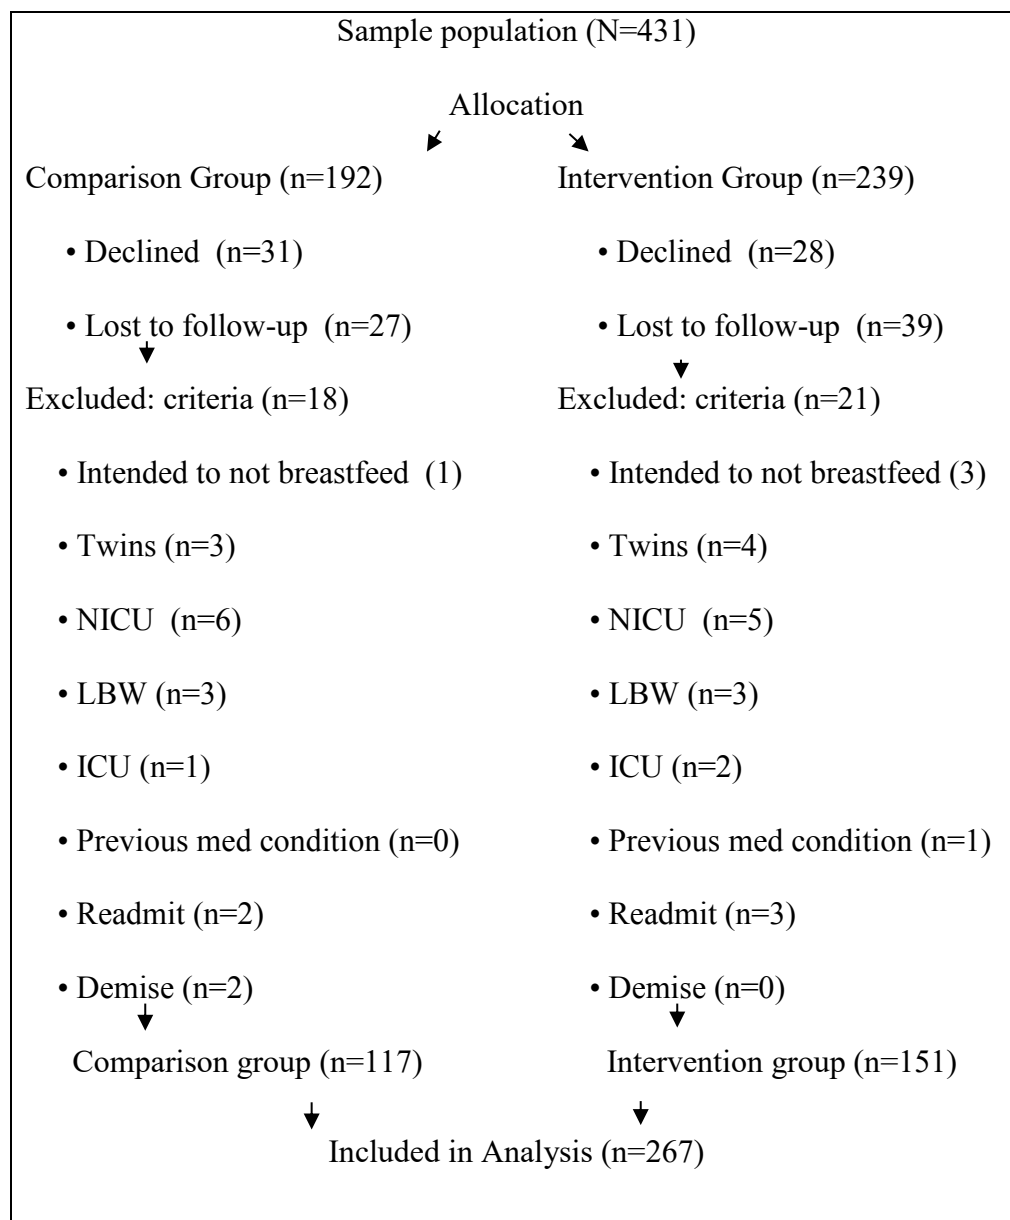 Sample population (N=431)
Allocation
Comparison Group (n=192)
Intervention Group (n=239)
• Declined (n=31)
• Declined (n=28)
• Lost to follow-up (n=27)
• Lost to follow-up (n=39)
Excluded: criteria (n=18)
Excluded: criteria (n=21)
• Intended to not breastfeed (1)
• Intended to not breastfeed (3)
• Twins (n=3)
• Twins (n=4)
• NICU (n=6)
• NICU (n=5)
• LBW (n=3)
• LBW (n=3)
• ICU (n=1)
• ICU (n=2)
• Previous med condition (n=0)
• Previous med condition (n=1)
• Readmit (n=2)
• Readmit (n=3)
• Demise (n=2)
• Demise (n=0)
Comparison group (n=117)
Intervention group (n=151)
Included in Analysis (n=267)